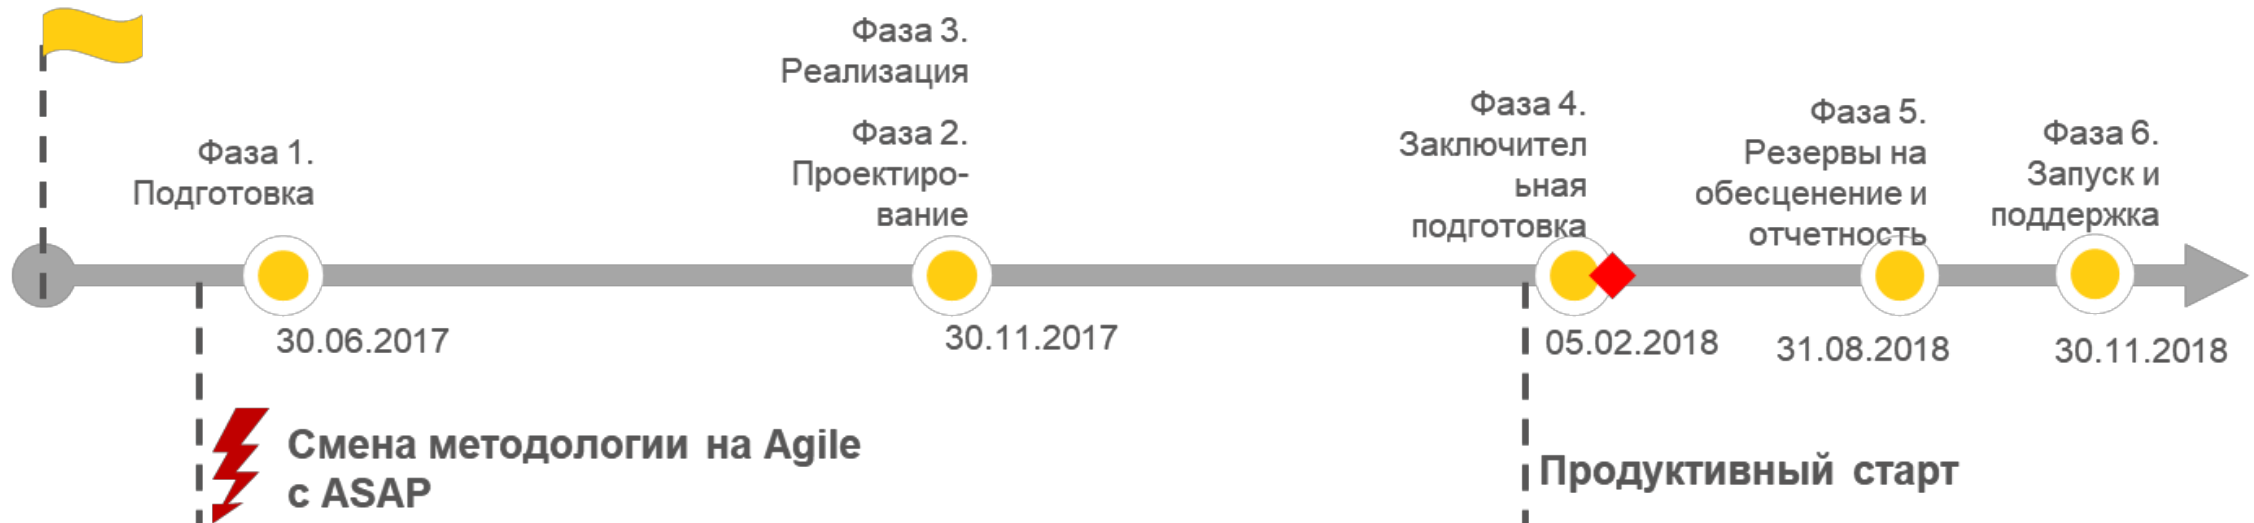 Фаза 1.
Подготовка
30.06.2017
Смена методологии на Agile
с ASAP
Фаза 3.
Реализация
Фаза 2.
Проектиро-
вание
30.11.2017
Фаза 4.
Заключител
ьная
подготовка
05.02.2018
Продуктивный старт
Фаза 5.
Резервы на
обесценение и
отчетность
31.08.2018
Фаза 6.
Запуск и
поддержка
30.11.2018